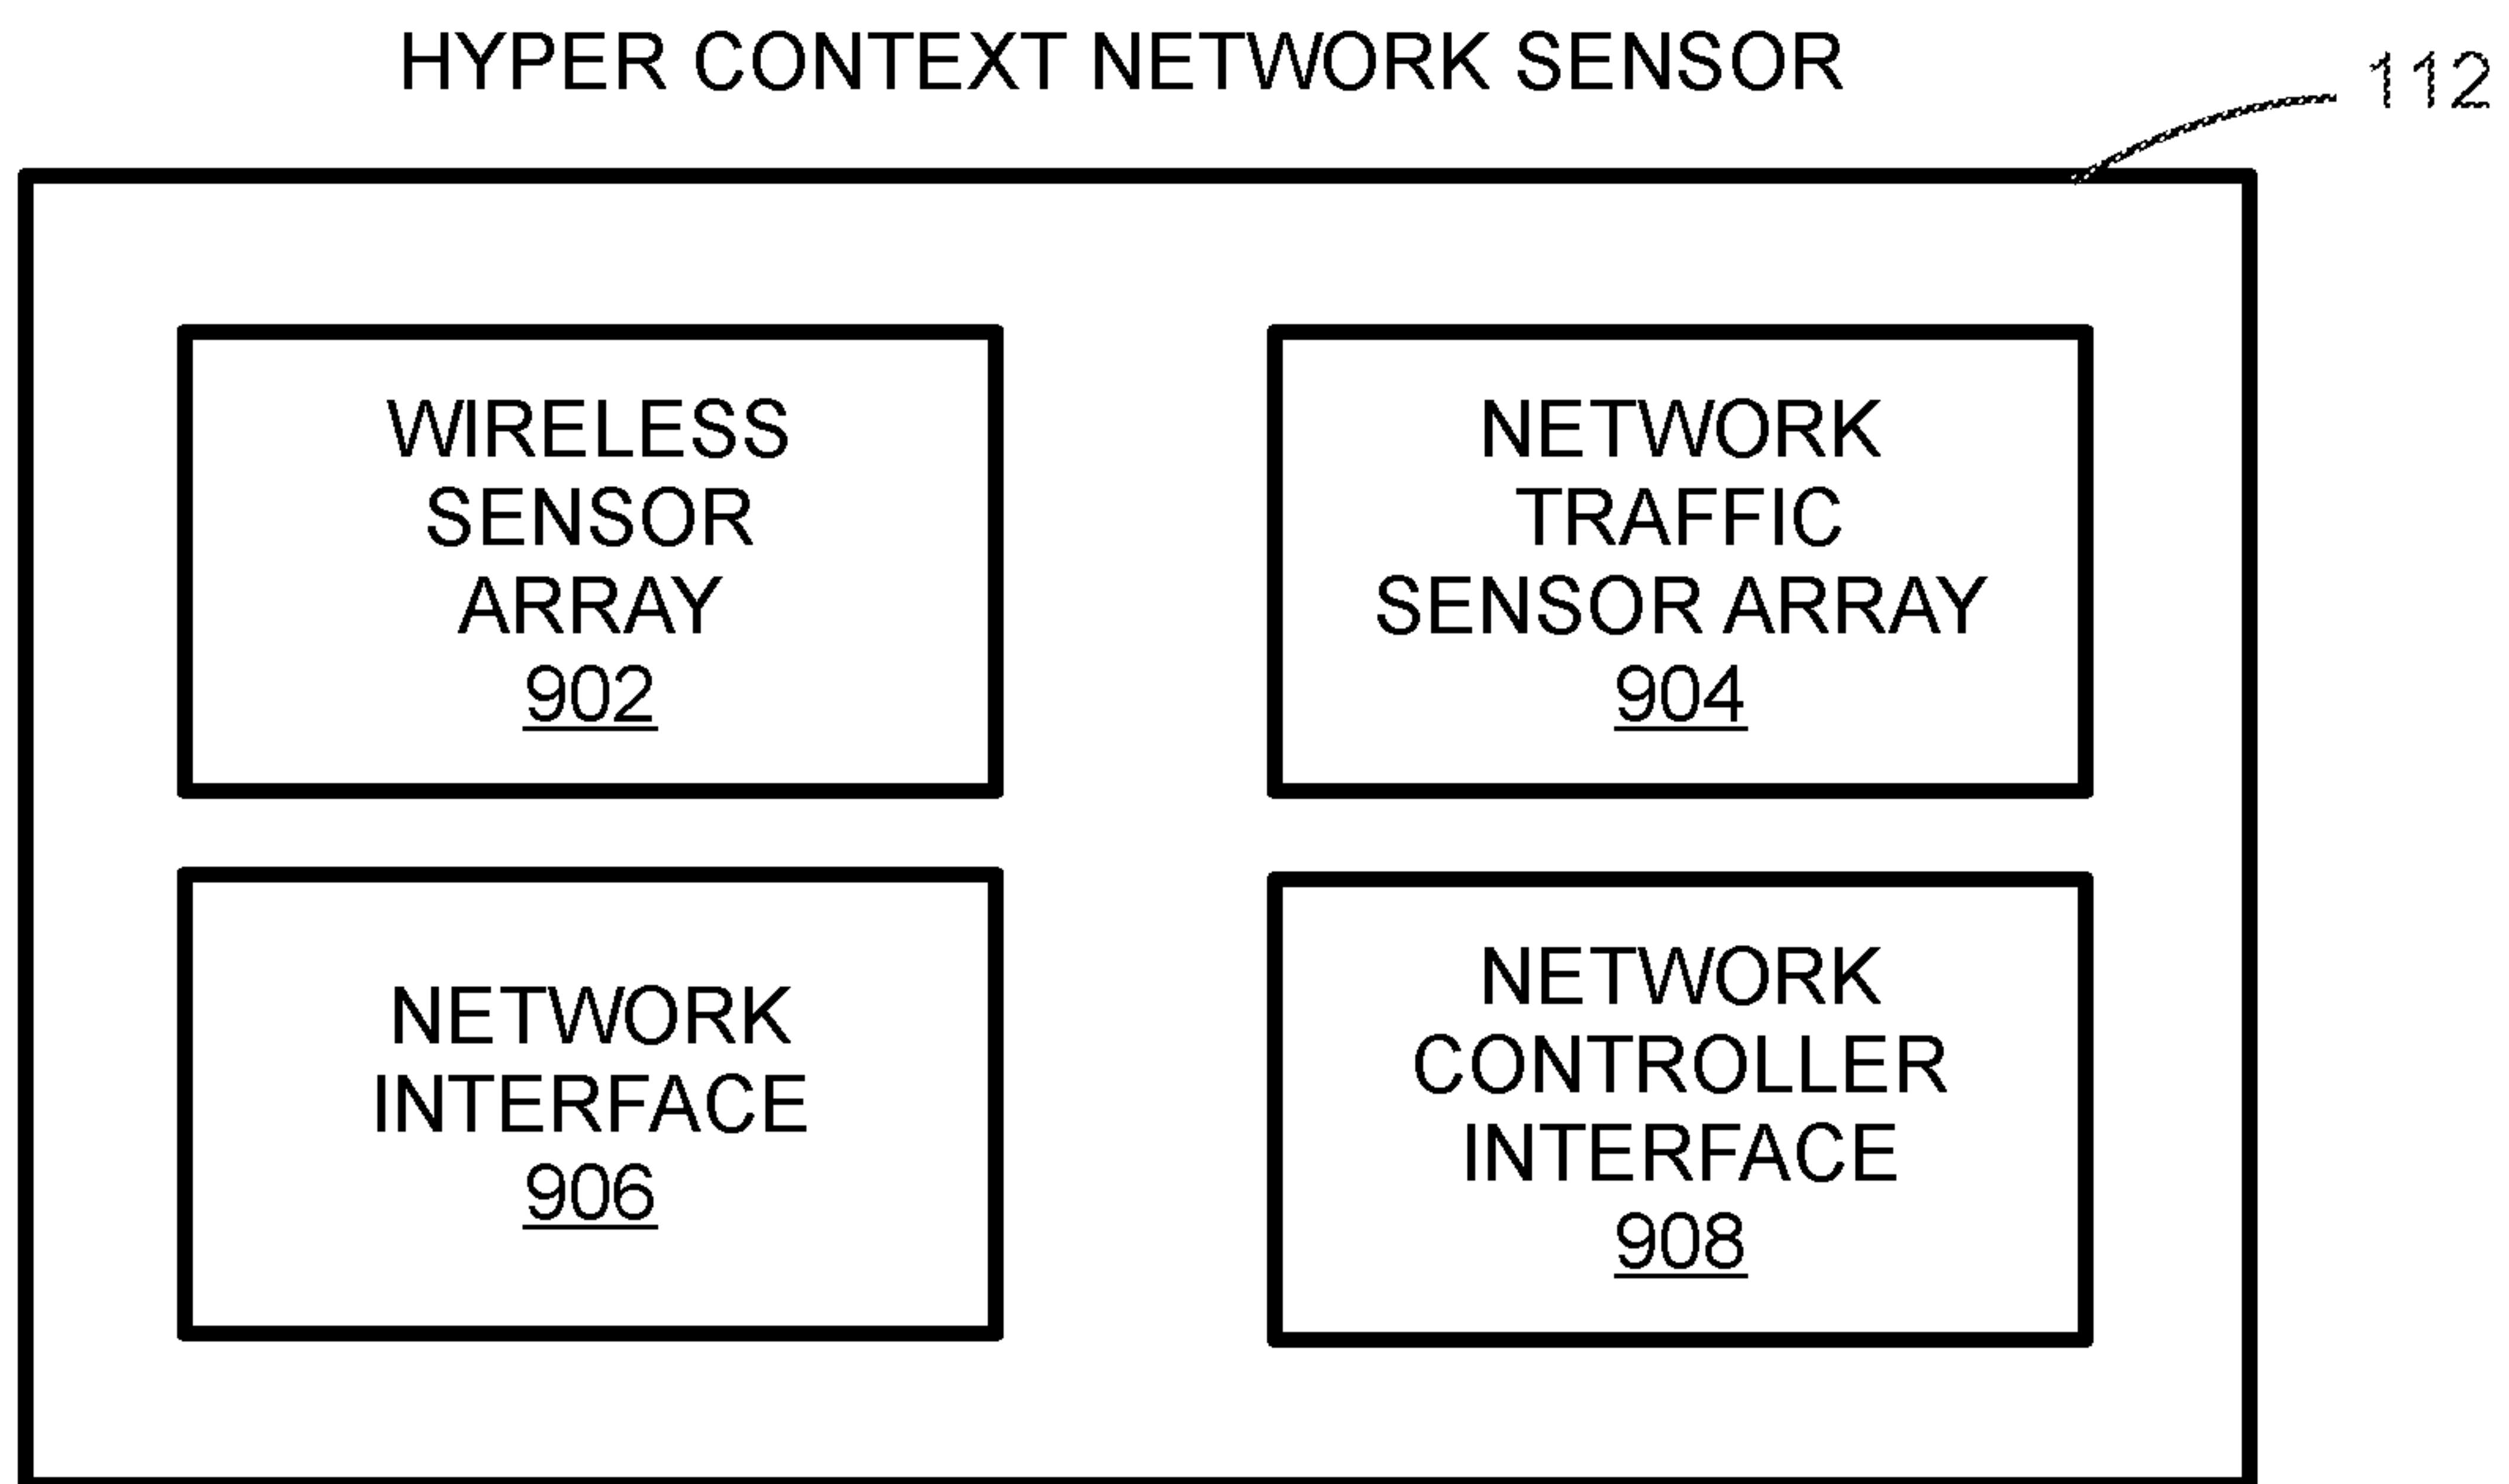 HYPER CONTEXT NETWORK SENSOR
112
WIRELESS
SENSOR
ARRAY
902
NETWORK
TRAFFIC
SENSOR ARRAY
904
NETWORK
INTERFACE
906
NETWORK
CONTROLLER
INTERFACE
908